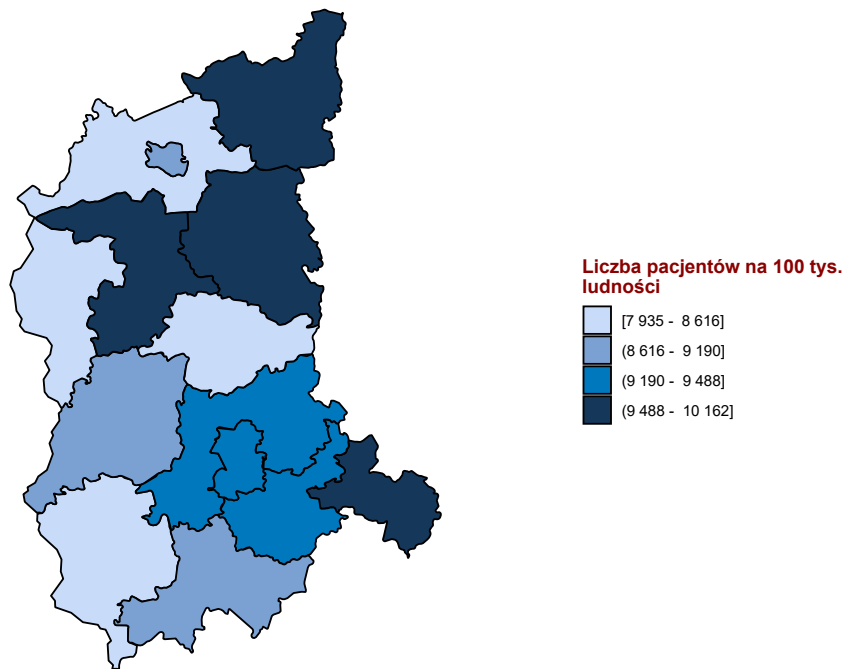 Liczba pacjentów na 100 tys.
ludności
[7 935 - 8 616]
(8 616 - 9 190]
(9 190 - 9 488]
(9 488 - 10 162]